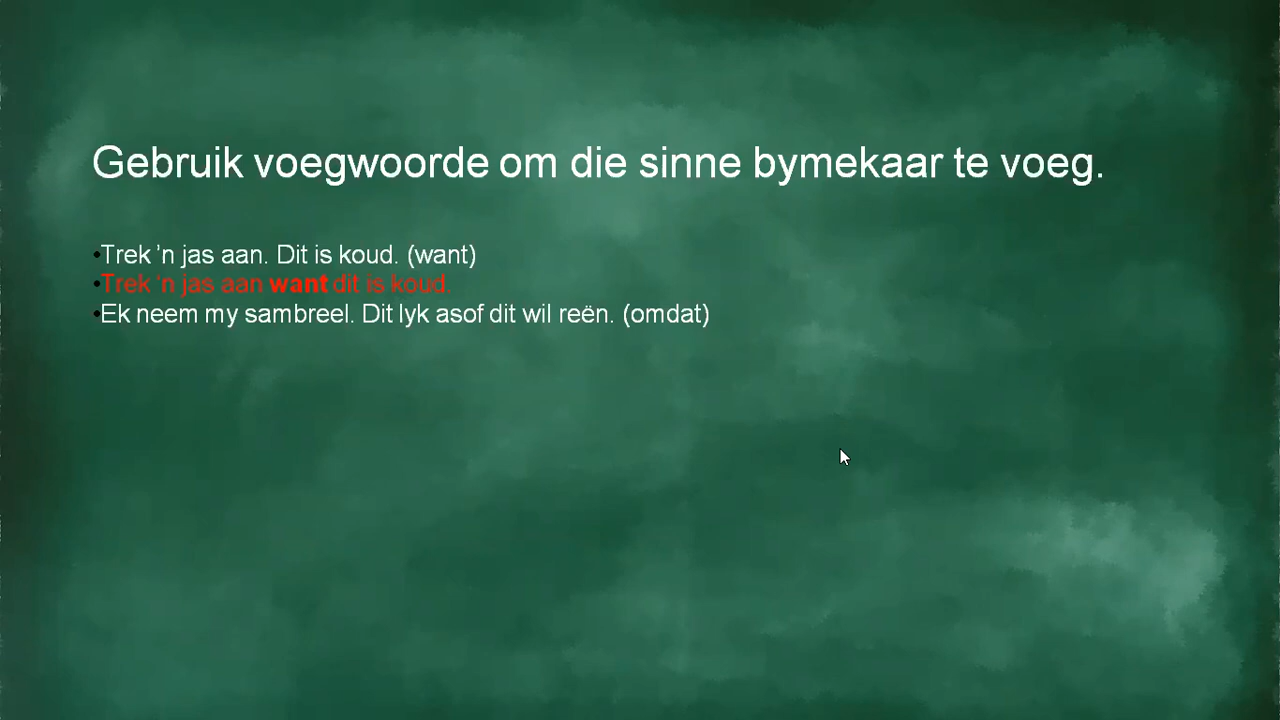 Gebruik voegwoorde om die sinne bymekaar te voeg.
•Trek 'n jas aan. Dit is koud. (want)
•Trek 'n jas aan want dit is koud.
•Ek neem my sambreel. Dit lyk asof dit wil reën. (omdat)